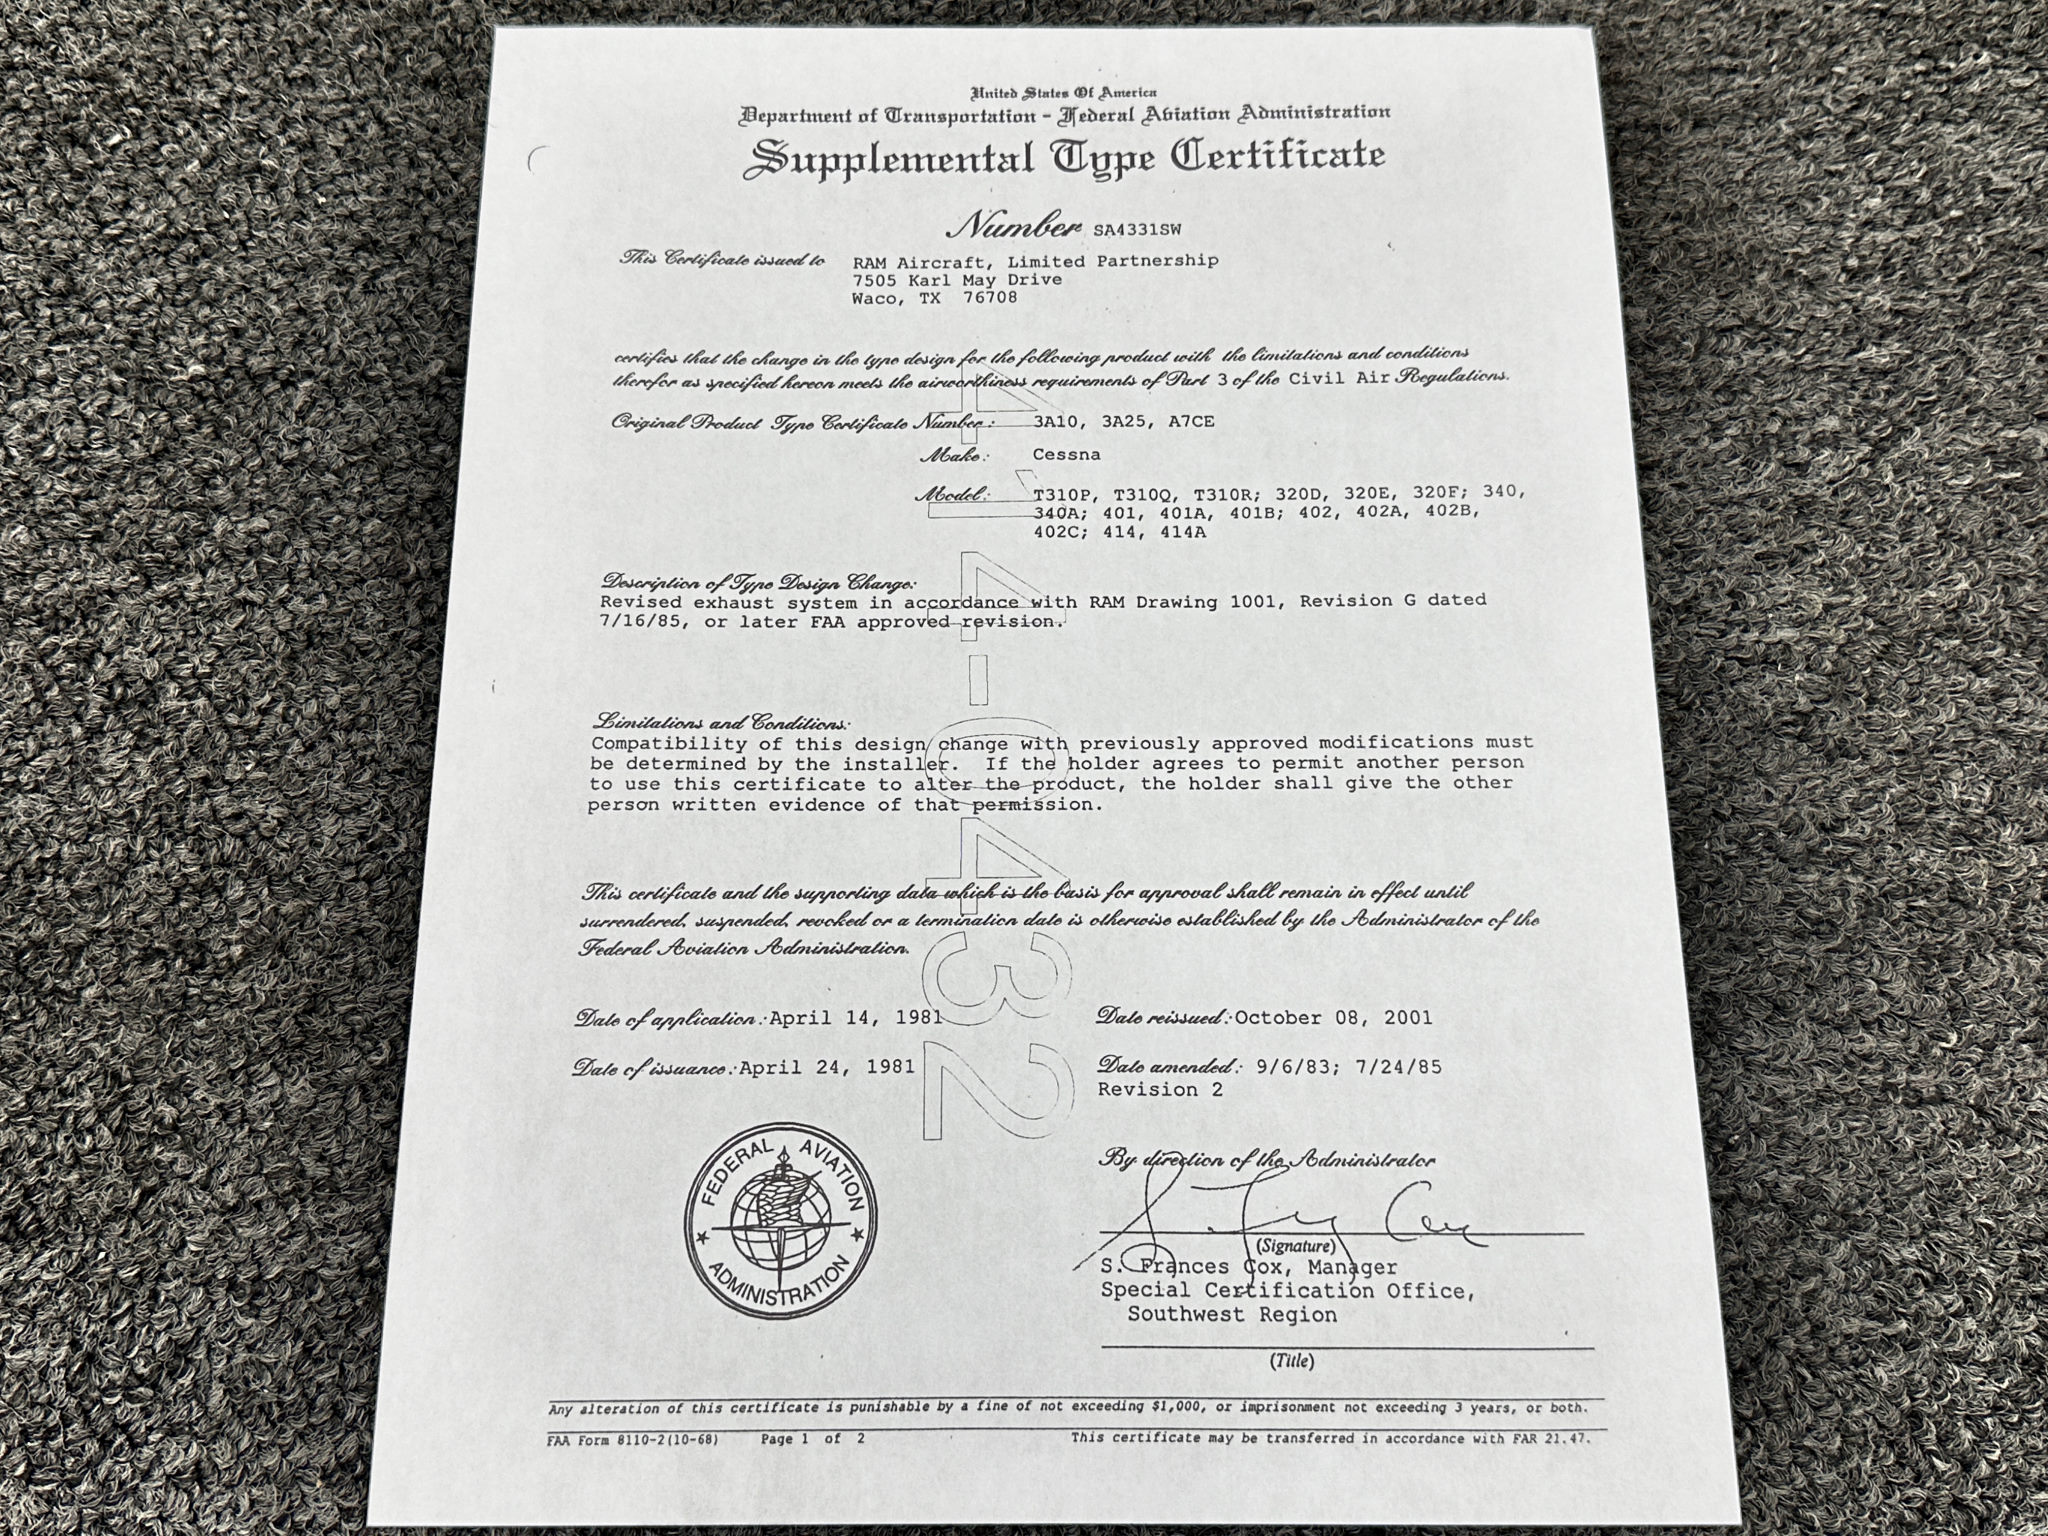 United States Of America
Department of Transportation - Federal Aviation Administration
Supplemental Type Certificate
Number SA4331SW
This Certificate issued to RAM Aircraft, Limited Partnership
7505 Karl May Drive
Waco, TX 76708
certifies that the change in the type design for the following product with the limitations and conditions
therefor as specified hereon meets the airworthiness requirements of Part 3 of the Civil Air Regulations.
Original Product Type Certificate Number: 3A10, 3A25, A7CE
Make: Cessna
Model: T310P, T310Q, T310R; 320D, 320E, 320F; 340,
340A; 401, 401A, 401B; 402, 402A, 402B,
402C; 414, 414A
Description of Type Design Change:
Revised exhaust system in accordance with RAM Drawing 1001, Revision G dated
7/16/85, or later FAA approved revision.
Limitations and Conditions:
Compatibility of this design change with previously approved modifications must
be determined by the installer. If the holder agrees to permit another person
to use this certificate to alter the product, the holder shall give the other
person written evidence of that permission.
This certificate and the supporting data which is the basis for approval shall remain in effect until
surrendered, suspended, revoked or a termination date is otherwise established by the Administrator of the
Federal Aviation Administration.
Date of application: April 14, 1981 Date reissued: October 08, 2001
Date of issuance: April 24, 1981 Date amended: 9/6/83; 7/24/85
Revision 2
FEDERAL AVIATION
ADMINISTRATION
By direction of the Administrator
(Signature)
S. Frances Cox, Manager
Special Certification Office,
Southwest Region
(Title)
Any alteration of this certificate is punishable by a fine of not exceeding $1,000, or imprisonment not exceeding 3 years, or both.
FAA Form 8110-2(10-68) Page 1 of 2 This certificate may be transferred in accordance with FAR 21.47.